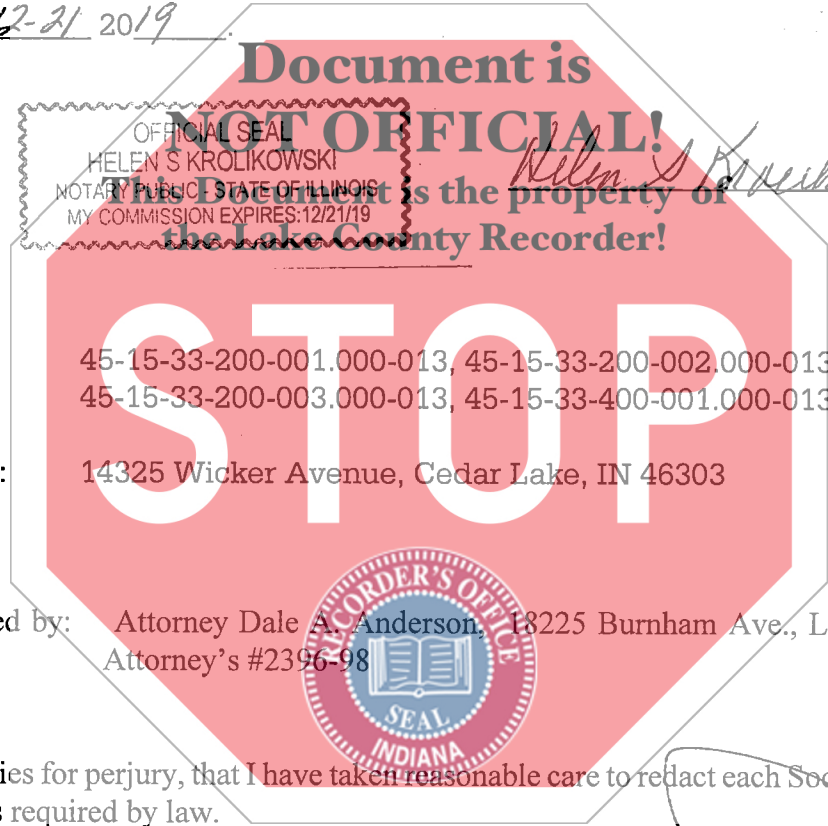 12-21 2019.
Document is
NOT OFFICIAL!
This Document is the property of
the Lake County Recorder!
OFFICIAL SEAL
HELEN S KROLIKOWSKI
NOTARY PUBLIC - STATE OF ILLINOIS
MY COMMISSION EXPIRES:12/21/19
Helen S
STOP
45-15-33-200-001.000-013, 45-15-33-200-002.000-013
45-15-33-200-003.000-013, 45-15-33-400-001.000-013
: 14325 Wicker Avenue, Cedar Lake, IN 46303
ed by: Attorney Dale A. Anderson, 18225 Burnham Ave., L
Attorney's #2396-98
RECORDER'S OFFICE
SEAL
INDIANA
ies for perjury, that I have taken reasonable care to redact each Soc
s required by law.